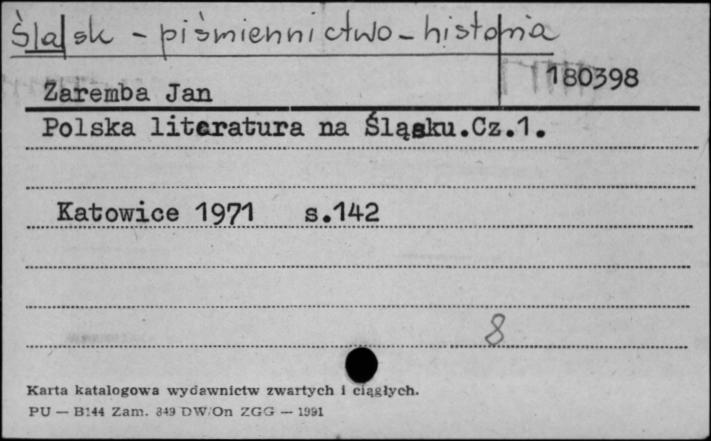 Śląsk - piśmiennictwo - historia
180398
Zaremba Jan
Polska literatura na Śląsku.Cz.1.
Katowice 1971 s.142
8
Karta katalogowa wydawnictw zwartych i ciągłych.
PU — B144 Zam. 849 DW/On ZGG — 1991